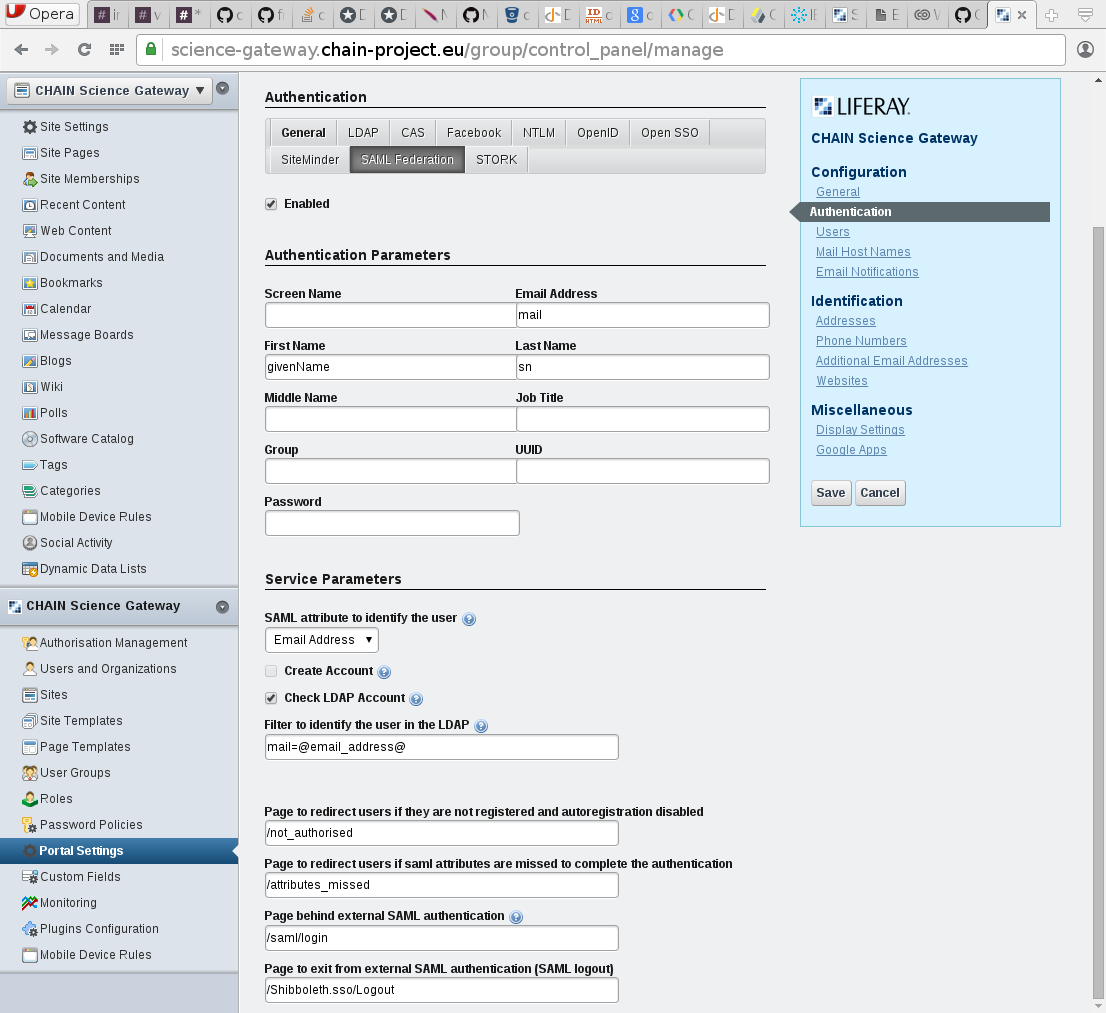 Opera
science-gateway.chain-project.eu/group/control_panel/manage
CHAIN Science Gateway
Site Settings
Site Pages
Site Memberships
Recent Content
Web Content
Documents and Media
Bookmarks
Calendar
Message Boards
Blogs
Wiki
Polls
Software Catalog
Tags
Categories
Mobile Device Rules
Social Activity
Dynamic Data Lists
CHAIN Science Gateway
Authorisation Management
Users and Organizations
Sites
Site Templates
Page Templates
User Groups
Roles
Password Policies
Portal Settings
Custom Fields
Monitoring
Plugins Configuration
Mobile Device Rules
Authentication
General LDAP CAS Facebook NTLM OpenID Open SSO
SiteMinder SAML Federation STORK
Enabled
Authentication Parameters
Screen Name Email Address
mail
First Name Last Name
givenName sn
Middle Name Job Title
Group UUID
Password
Service Parameters
SAML attribute to identify the user
Email Address
Create Account
Check LDAP Account
Filter to identify the user in the LDAP
mail=@email_address@
Page to redirect users if they are not registered and autoregistration disabled
/not_authorised
Page to redirect users if saml attributes are missed to complete the authentication
/attributes_missed
Page behind external SAML authentication
/saml/login
Page to exit from external SAML authentication (SAML logout)
/Shibboleth.sso/Logout
LIFERAY.
CHAIN Science Gateway
Configuration
General
Authentication
Users
Mail Host Names
Email Notifications
Identification
Addresses
Phone Numbers
Additional Email Addresses
Websites
Miscellaneous
Display Settings
Google Apps
Save Cancel